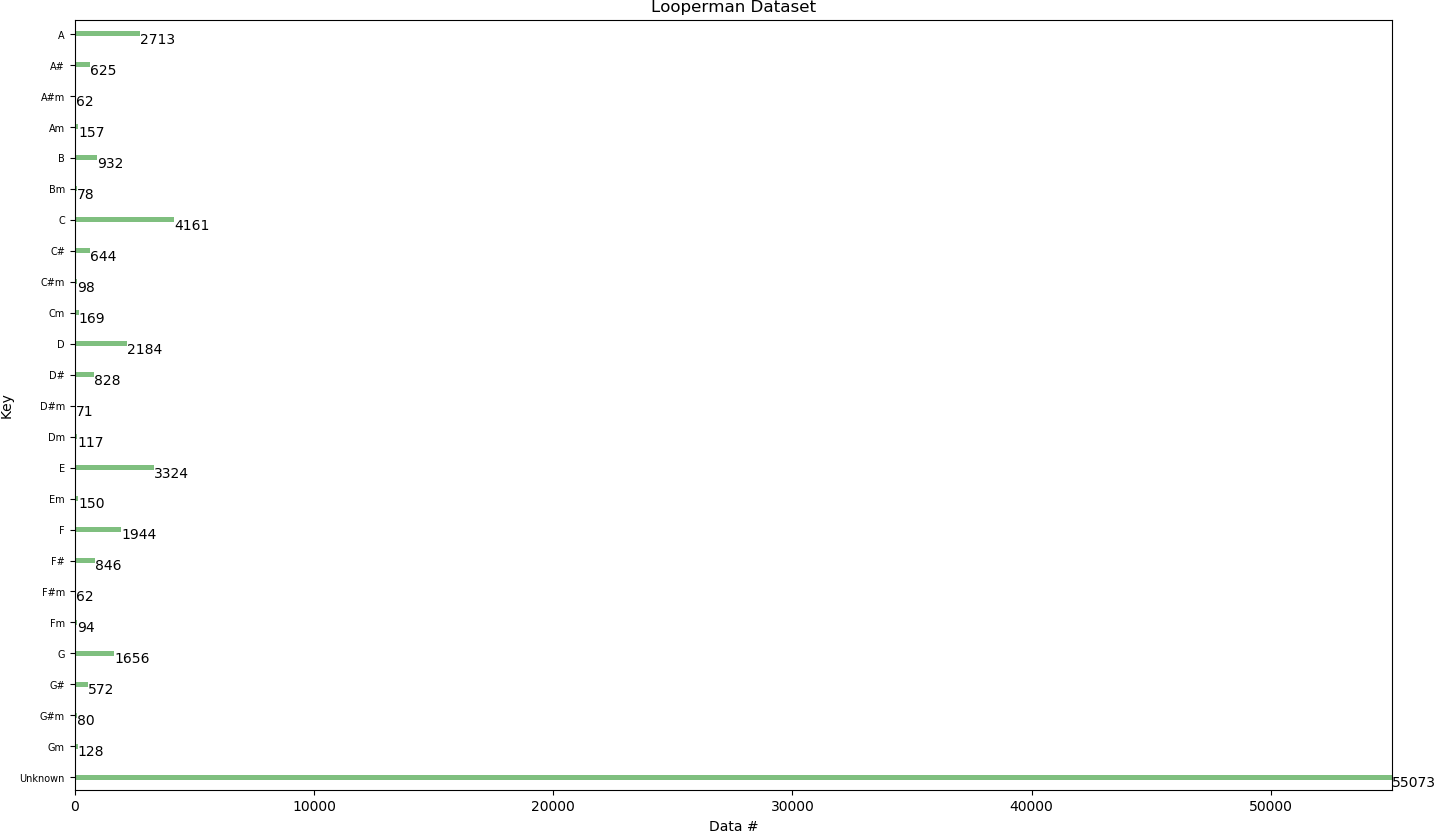 Looperman Dataset
A 2713
A# 625
A#m 62
Am 157
B 932
Bm 78
C 4161
C# 644
C#m 98
Cm 169
D 2184
D# 828
D#m 71
Dm 117
E 3324
Em 150
F 1944
F# 846
F#m 62
Fm 94
G 1656
G# 572
G#m 80
Gm 128
Unknown 55073
Key
0 10000 20000 30000 40000 50000
Data #